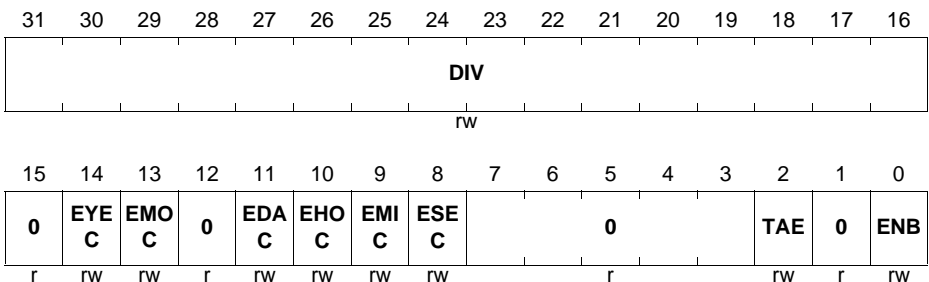 31 30 29 28 27 26 25 24 23 22 21 20 19 18 17 16
DIV
rw
15 14 13 12 11 10 9 8 7 6 5 4 3 2 1 0
0 EYE EMO 0 EDA EHO EMI ESE 0 TAE 0 ENB
C C C C C C
r rw rw r rw rw rw rw r rw r rw